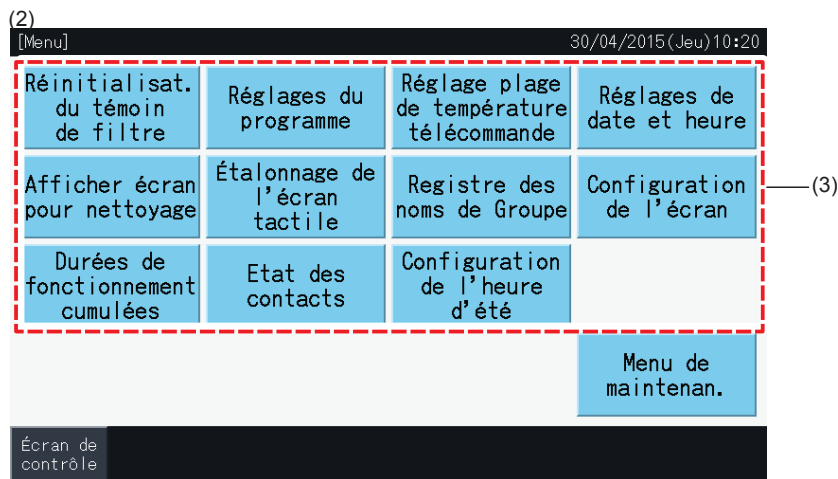 (2)
[Menu] 30/04/2015(Jeu)10:20
Réinitialisat.
du témoin
de filtre
Réglages du
programme
Réglage plage
de température
télécommande
Réglages de
date et heure
Afficher écran
pour nettoyage
Étalonnage de
l'écran
tactile
Registre des
noms de Groupe
Configuration
de l'écran
(3)
Durées de
fonctionnement
cumulées
Etat des
contacts
Configuration
de l'heure
d'été
Menu de
maintenan.
Écran de
contrôle